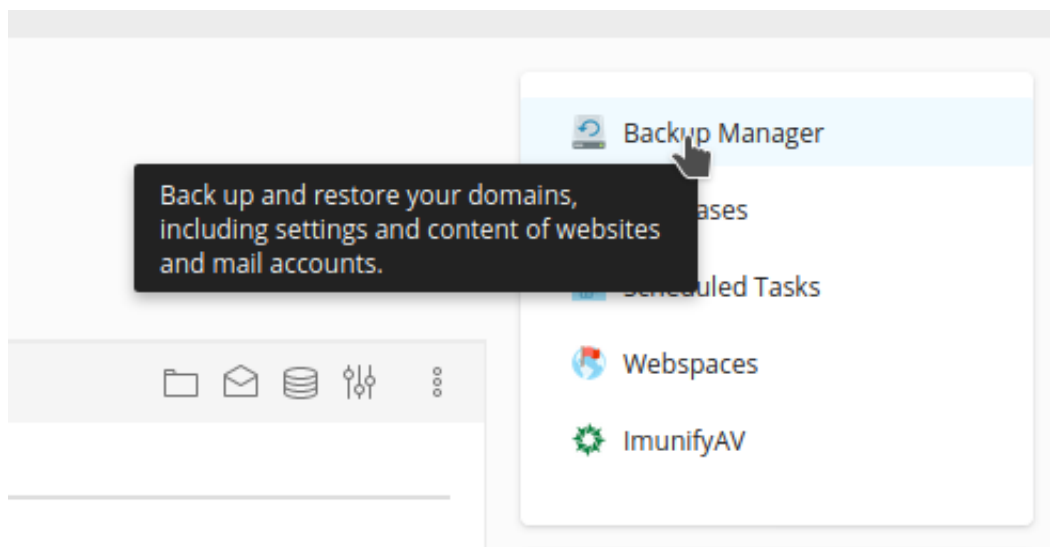 Backup Manager
Back up and restore your domains,
including settings and content of websites
and mail accounts.
ases
Scheduled Tasks
Webspaces
ImunifyAV